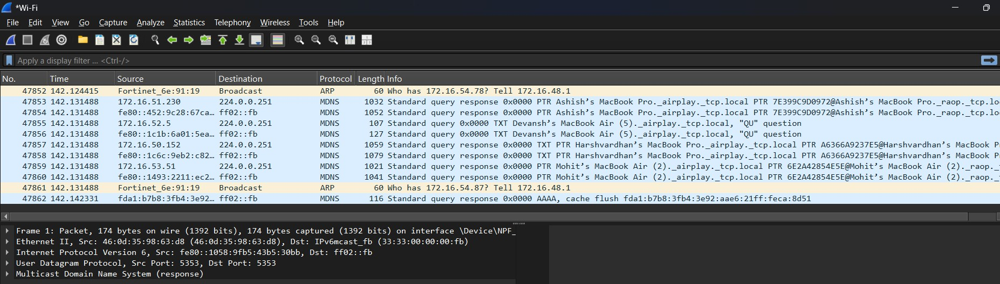 *Wi-Fi
File Edit View Go Capture Analyze Statistics Telephony Wireless Tools Help
Apply a display filter ... <Ctrl-/>
No. Time Source Destination Protocol Length Info
47852 142.124415 Fortinet_6e:91:19 Broadcast ARP 60 Who has 172.16.54.78? Tell 172.16.48.1
47853 142.131488 172.16.51.230 224.0.0.251 MDNS 1032 Standard query response 0x0000 PTR Ashish’s MacBook Pro._airplay._tcp.local PTR 7E399C9D0972@Ashish’s MacBook Pro._raop._tcp.lo
47854 142.131488 fe80::452:9c28:67ca… ff02::fb MDNS 1052 Standard query response 0x0000 PTR Ashish’s MacBook Pro._airplay._tcp.local PTR 7E399C9D0972@Ashish’s MacBook Pro._raop._tcp.lo
47855 142.131488 172.16.52.5 224.0.0.251 MDNS 107 Standard query 0x0000 TXT Devansh’s MacBook Air (5)._airplay._tcp.local, "QU" question
47856 142.131488 fe80::1c1b:6a01:5ea… ff02::fb MDNS 127 Standard query 0x0000 TXT Devansh’s MacBook Air (5)._airplay._tcp.local, "QU" question
47857 142.131488 172.16.50.152 224.0.0.251 MDNS 1059 Standard query response 0x0000 TXT PTR Harshvardhan’s MacBook Pro._airplay._tcp.local PTR A6366A9237E5@Harshvardhan’s MacBook P
47858 142.131488 fe80::1c6c:9eb2:c82… ff02::fb MDNS 1079 Standard query response 0x0000 TXT PTR Harshvardhan’s MacBook Pro._airplay._tcp.local PTR A6366A9237E5@Harshvardhan’s MacBook P
47859 142.131488 172.16.53.51 224.0.0.251 MDNS 1021 Standard query response 0x0000 PTR Mohit’s MacBook Air (2)._airplay._tcp.local PTR 6E2A42854E5E@Mohit’s MacBook Air (2)._raop._
47860 142.131488 fe80::1493:2211:ec2… ff02::fb MDNS 1041 Standard query response 0x0000 PTR Mohit’s MacBook Air (2)._airplay._tcp.local PTR 6E2A42854E5E@Mohit’s MacBook Air (2)._raop._
47861 142.131488 Fortinet_6e:91:19 Broadcast ARP 60 Who has 172.16.54.87? Tell 172.16.48.1
47862 142.142331 fda1:b7b8:3fb4:3e92… ff02::fb MDNS 116 Standard query response 0x0000 AAAA, cache flush fda1:b7b8:3fb4:3e92:aae6:21ff:feca:8d51
Frame 1: Packet, 174 bytes on wire (1392 bits), 174 bytes captured (1392 bits) on interface \Device\NPF_
Ethernet II, Src: 46:0d:35:98:63:d8 (46:0d:35:98:63:d8), Dst: IPv6mcast_fb (33:33:00:00:00:fb)
Internet Protocol Version 6, Src: fe80::1058:9fb5:43b5:30bb, Dst: ff02::fb
User Datagram Protocol, Src Port: 5353, Dst Port: 5353
Multicast Domain Name System (response)